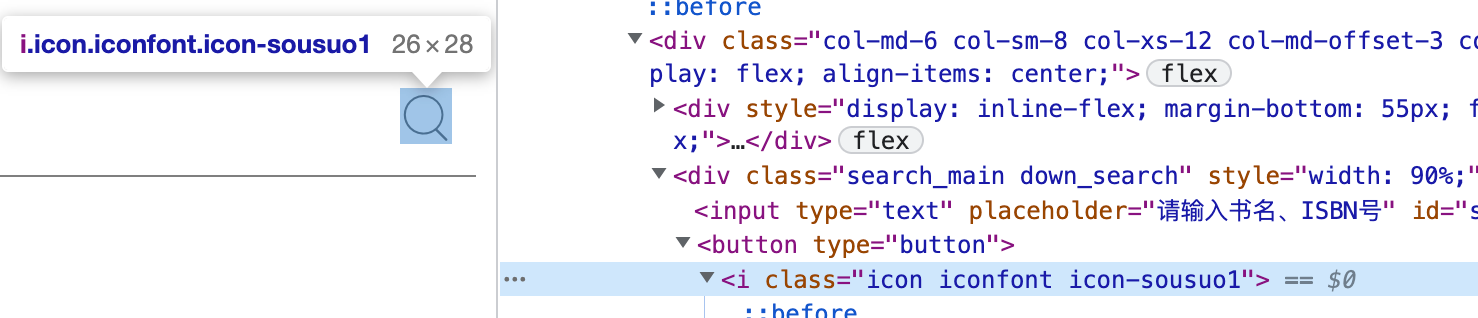 ::before
i.icon.iconfont.icon-sousuo1 26×28
<div class="col-md-6 col-sm-8 col-xs-12 col-md-offset-3
play: flex; align-items: center;"> flex
<div style="display: inline-flex; margin-bottom: 55px;
x;">…</div> flex
<div class="search_main down_search" style="width: 90%;"
<input type="text" placeholder="请输入书名、ISBN号" id="s
<button type="button">
<i class="icon iconfont icon-sousuo1"> == $0
::before